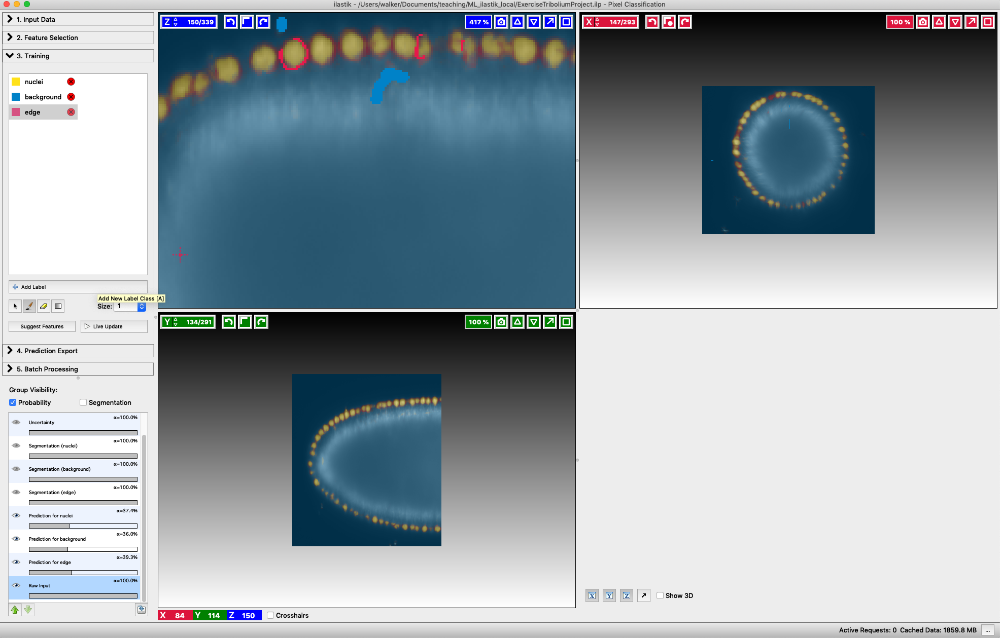 ilastik - /Users/walker/Documents/teaching/ML_ilastik_local/ExerciseTriboliumProject.ilp - Pixel Classification
1. Input Data
2. Feature Selection
3. Training
nuclei
background
edge
Add Label
Add New Label Class [A]
Size: 1
Suggest Features
Live Update
4. Prediction Export
5. Batch Processing
Group Visibility:
Probability
Segmentation
α=100.0%
Uncertainty
α=100.0%
Segmentation (nuclei)
α=100.0%
Segmentation (background)
α=100.0%
Segmentation (edge)
α=37.4%
Prediction for nuclei
α=36.0%
Prediction for background
α=39.3%
Prediction for edge
α=100.0%
Raw Input
Z 150/339
417 %
X 147/293
100 %
Y 134/291
100 %
X 84 Y 114 Z 150
Crosshairs
X Y Z
Show 3D
Active Requests: 0 Cached Data: 1859.8 MB
...